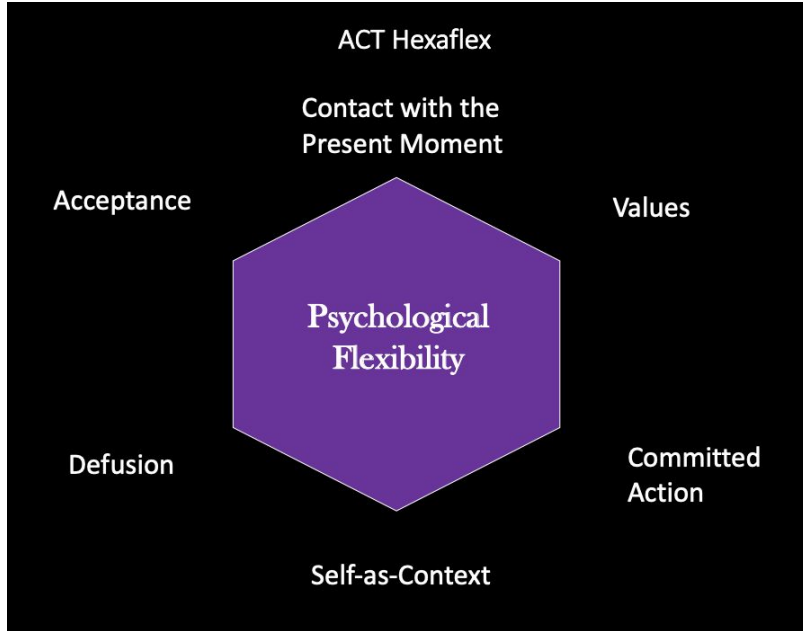 ACT Hexaflex
Contact with the
Present Moment
Acceptance
Values
Psychological
Flexibility
Defusion
Committed
Action
Self-as-Context